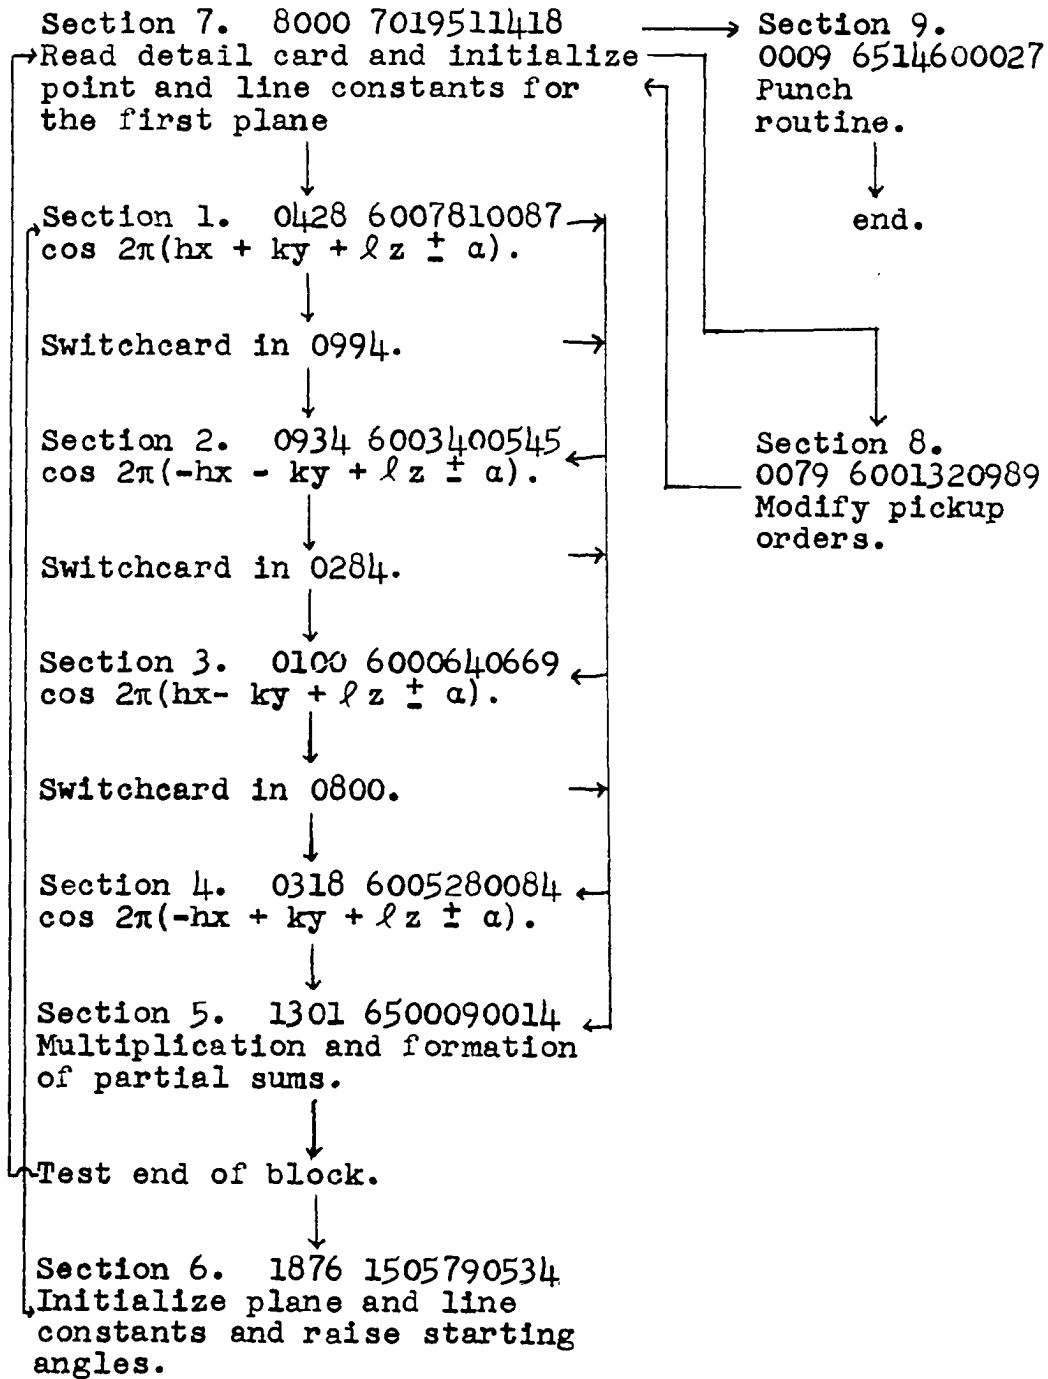 Section 7. 8000 7019511418
Read detail card and initialize
point and line constants for
the first plane
Section 9.
0009 6514600027
Punch
routine.
end.
Section 1. 0428 6007810087
cos 2π(hx + ky + ℓ z ± α).
Switchcard in 0994.
Section 2. 0934 6003400545
cos 2π(-hx - ky + ℓ z ± α).
Section 8.
0079 6001320989
Modify pickup
orders.
Switchcard in 0284.
Section 3. 0100 6000640669
cos 2π(hx- ky + ℓ z ± α).
Switchcard in 0800.
Section 4. 0318 6005280084
cos 2π(-hx + ky + ℓ z ± α).
Section 5. 1301 6500090014
Multiplication and formation
of partial sums.
Test end of block.
Section 6. 1876 1505790534
Initialize plane and line
constants and raise starting
angles.